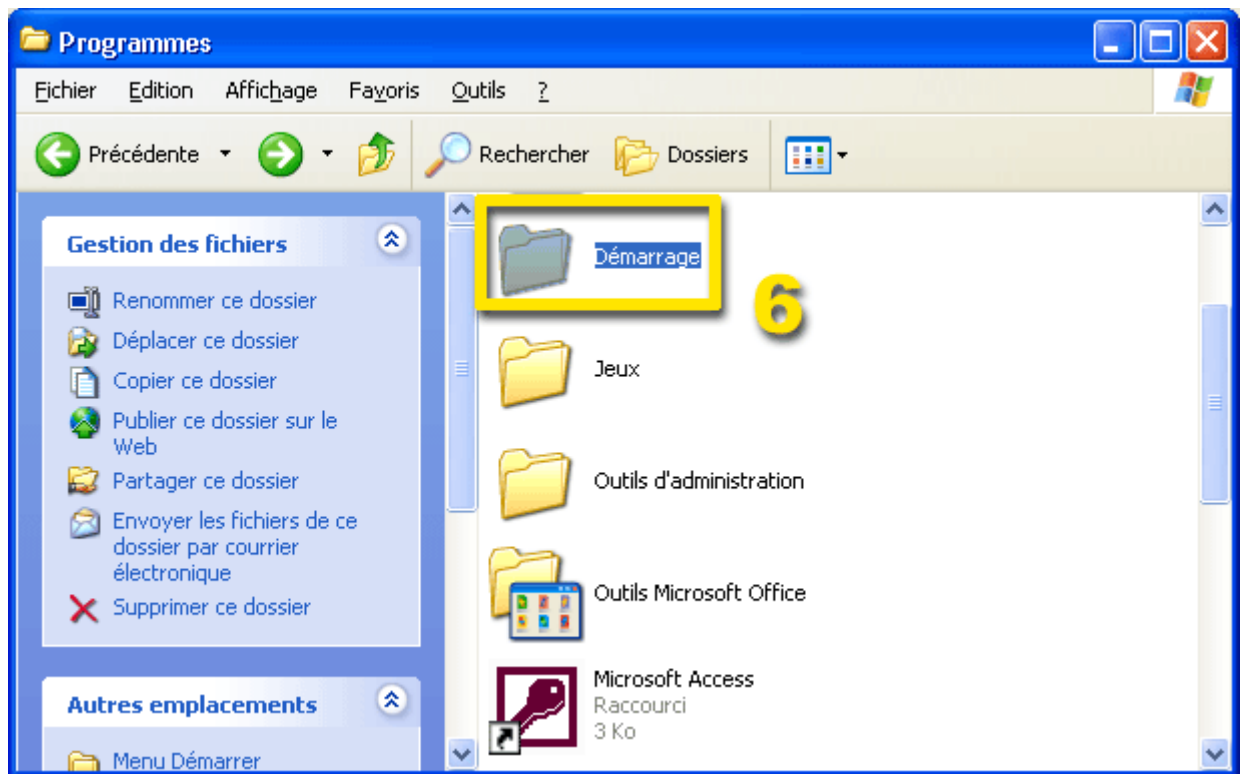 Programmes
Fichier Edition Affichage Favoris Outils ?
Précédente Rechercher Dossiers
Gestion des fichiers
Renommer ce dossier
Déplacer ce dossier
Copier ce dossier
Publier ce dossier sur le
Web
Partager ce dossier
Envoyer les fichiers de ce
dossier par courrier
électronique
Supprimer ce dossier
Autres emplacements
Menu Démarrer
Démarrage
6
Jeux
Outils d'administration
Outils Microsoft Office
Microsoft Access
Raccourci
3 Ko